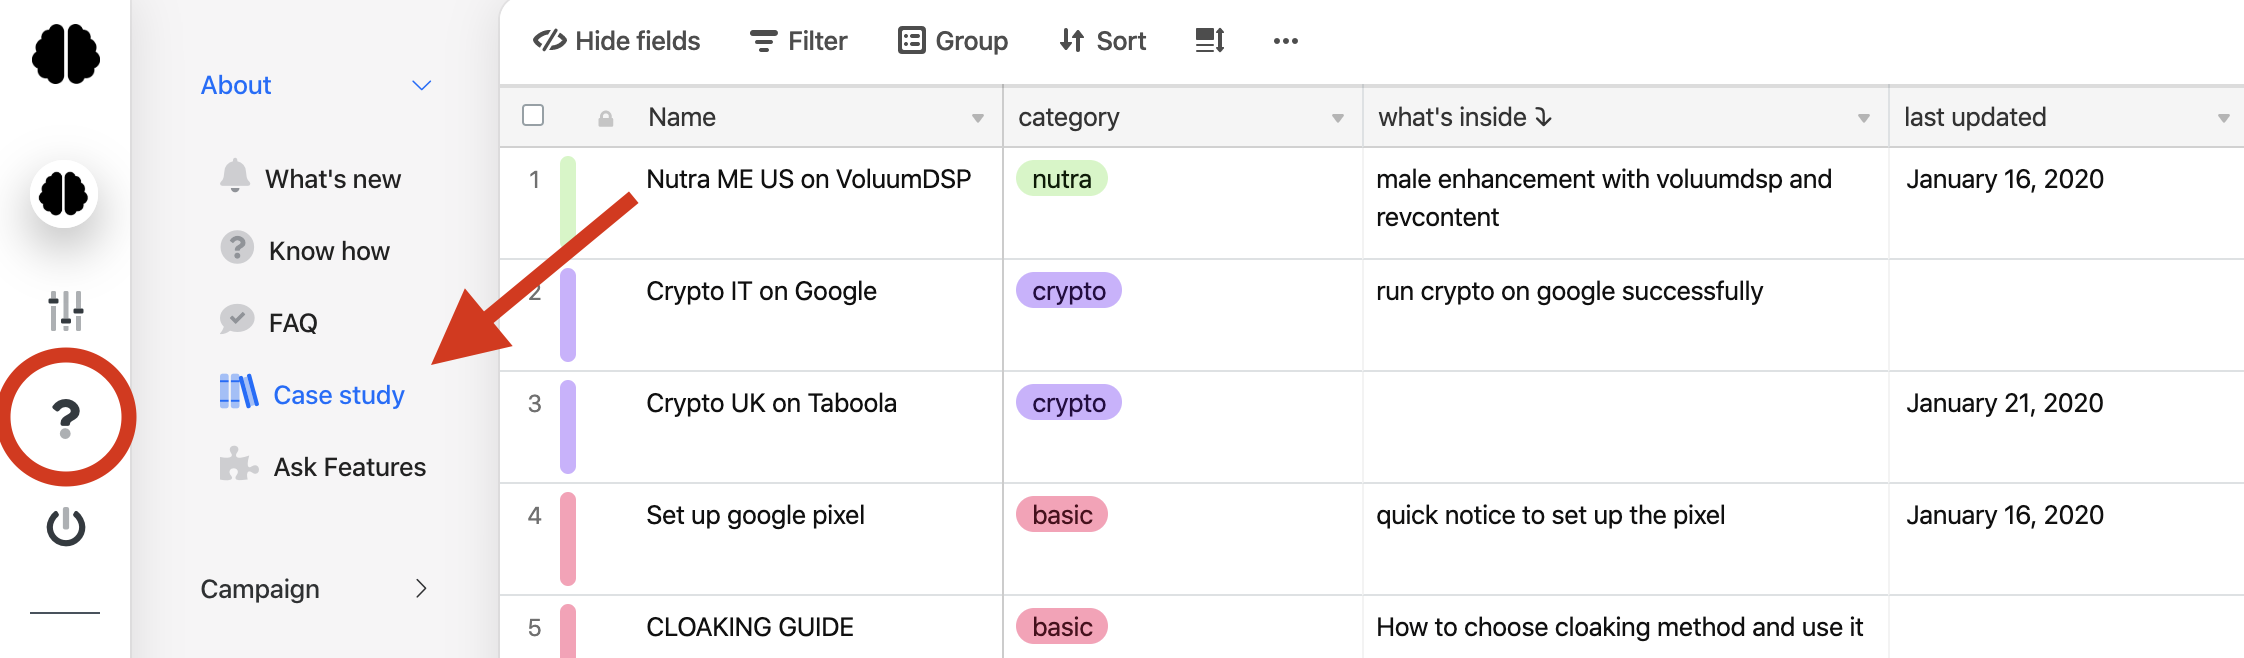 Hide fields Filter Group Sort
About
Name category what's inside last updated
What's new
Know how
FAQ
Case study
Ask Features
Campaign
1 Nutra ME US on VoluumDSP nutra male enhancement with voluumdsp and January 16, 2020
revcontent
2 Crypto IT on Google crypto run crypto on google successfully
3 Crypto UK on Taboola crypto January 21, 2020
4 Set up google pixel basic quick notice to set up the pixel January 16, 2020
5 CLOAKING GUIDE basic How to choose cloaking method and use it